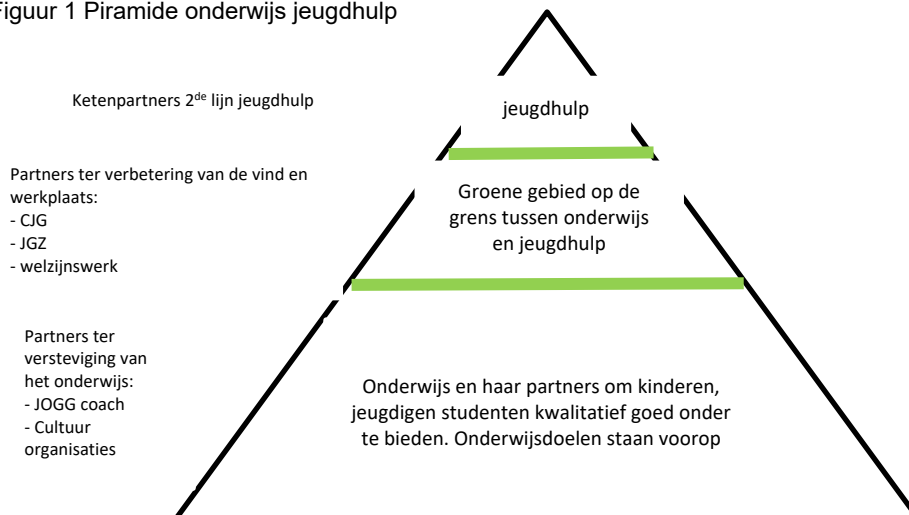 Figuur 1 Piramide onderwijs jeugdhulp
Ketenpartners 2de lijn jeugdhulp
jeugdhulp
Partners ter verbetering van de vind en
werkplaats:
- CJG
- JGZ
- welzijnswerk
Groene gebied op de
grens tussen onderwijs
en jeugdhulp
Partners ter
versteviging van
het onderwijs:
- JOGG coach
- Cultuur
organisaties
Onderwijs en haar partners om kinderen,
jeugdigen studenten kwalitatief goed onder
te bieden. Onderwijsdoelen staan voorop